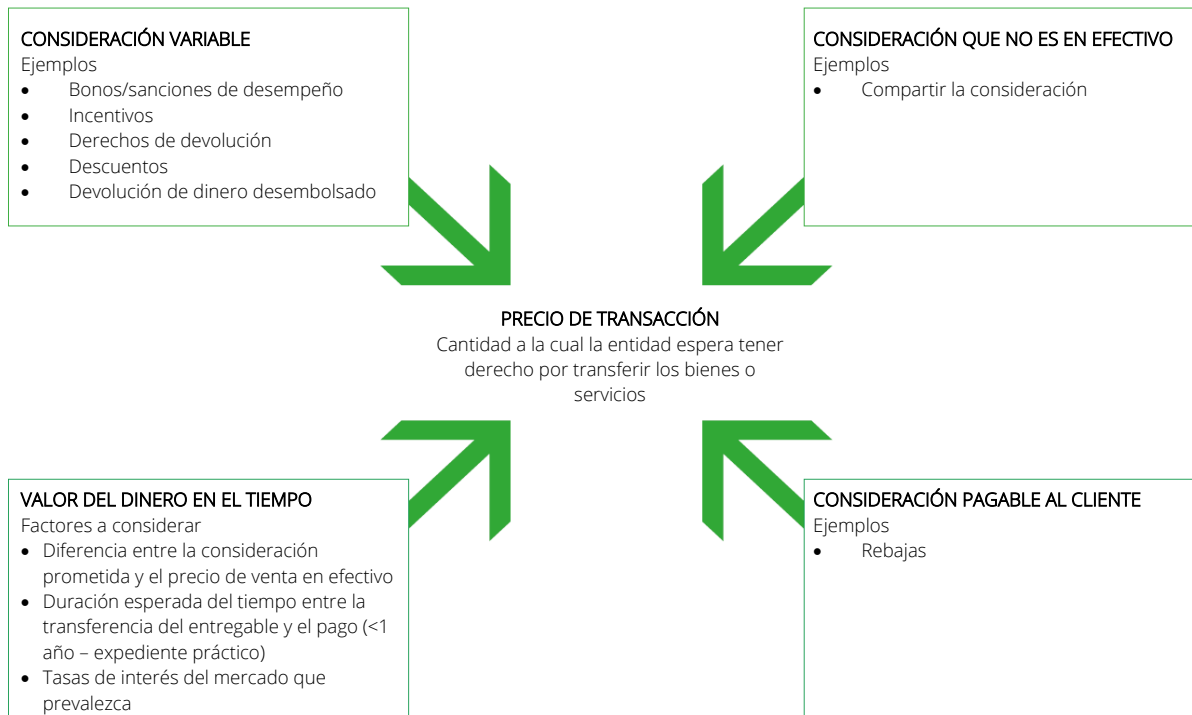 CONSIDERACIÓN VARIABLE
Ejemplos
• Bonos/sanciones de desempeño
• Incentivos
• Derechos de devolución
• Descuentos
• Devolución de dinero desembolsado
CONSIDERACIÓN QUE NO ES EN EFECTIVO
Ejemplos
• Compartir la consideración
PRECIO DE TRANSACCIÓN
Cantidad a la cual la entidad espera tener
derecho por transferir los bienes o
servicios
VALOR DEL DINERO EN EL TIEMPO
Factores a considerar
• Diferencia entre la consideración
prometida y el precio de venta en efectivo
• Duración esperada del tiempo entre la
transferencia del entregable y el pago (<1
año – expediente práctico)
• Tasas de interés del mercado que
prevalezca
CONSIDERACIÓN PAGABLE AL CLIENTE
Ejemplos
• Rebajas